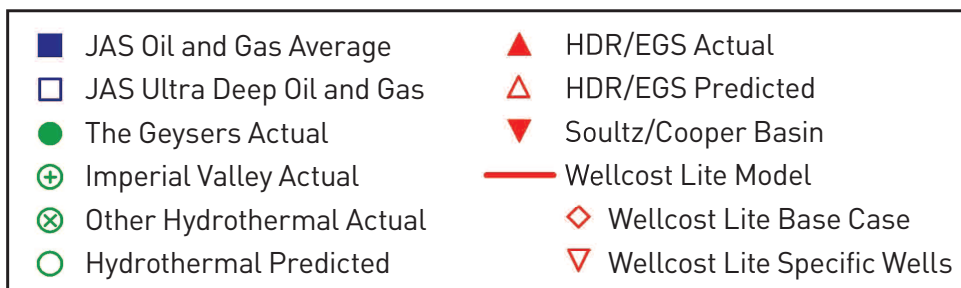 JAS Oil and Gas Average
JAS Ultra Deep Oil and Gas
The Geysers Actual
Imperial Valley Actual
Other Hydrothermal Actual
Hydrothermal Predicted
HDR/EGS Actual
HDR/EGS Predicted
Soultz/Cooper Basin
Wellcost Lite Model
Wellcost Lite Base Case
Wellcost Lite Specific Wells